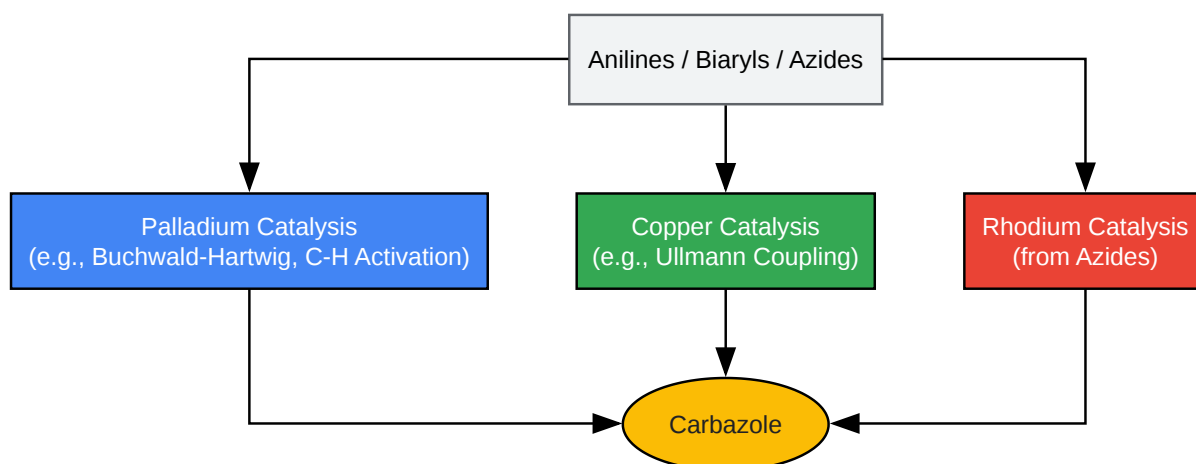 Anilines / Biaryls / Azides
Palladium Catalysis
(e.g., Buchwald-Hartwig, C-H Activation)
Copper Catalysis
(e.g., Ullmann Coupling)
Rhodium Catalysis
(from Azides)
Carbazole